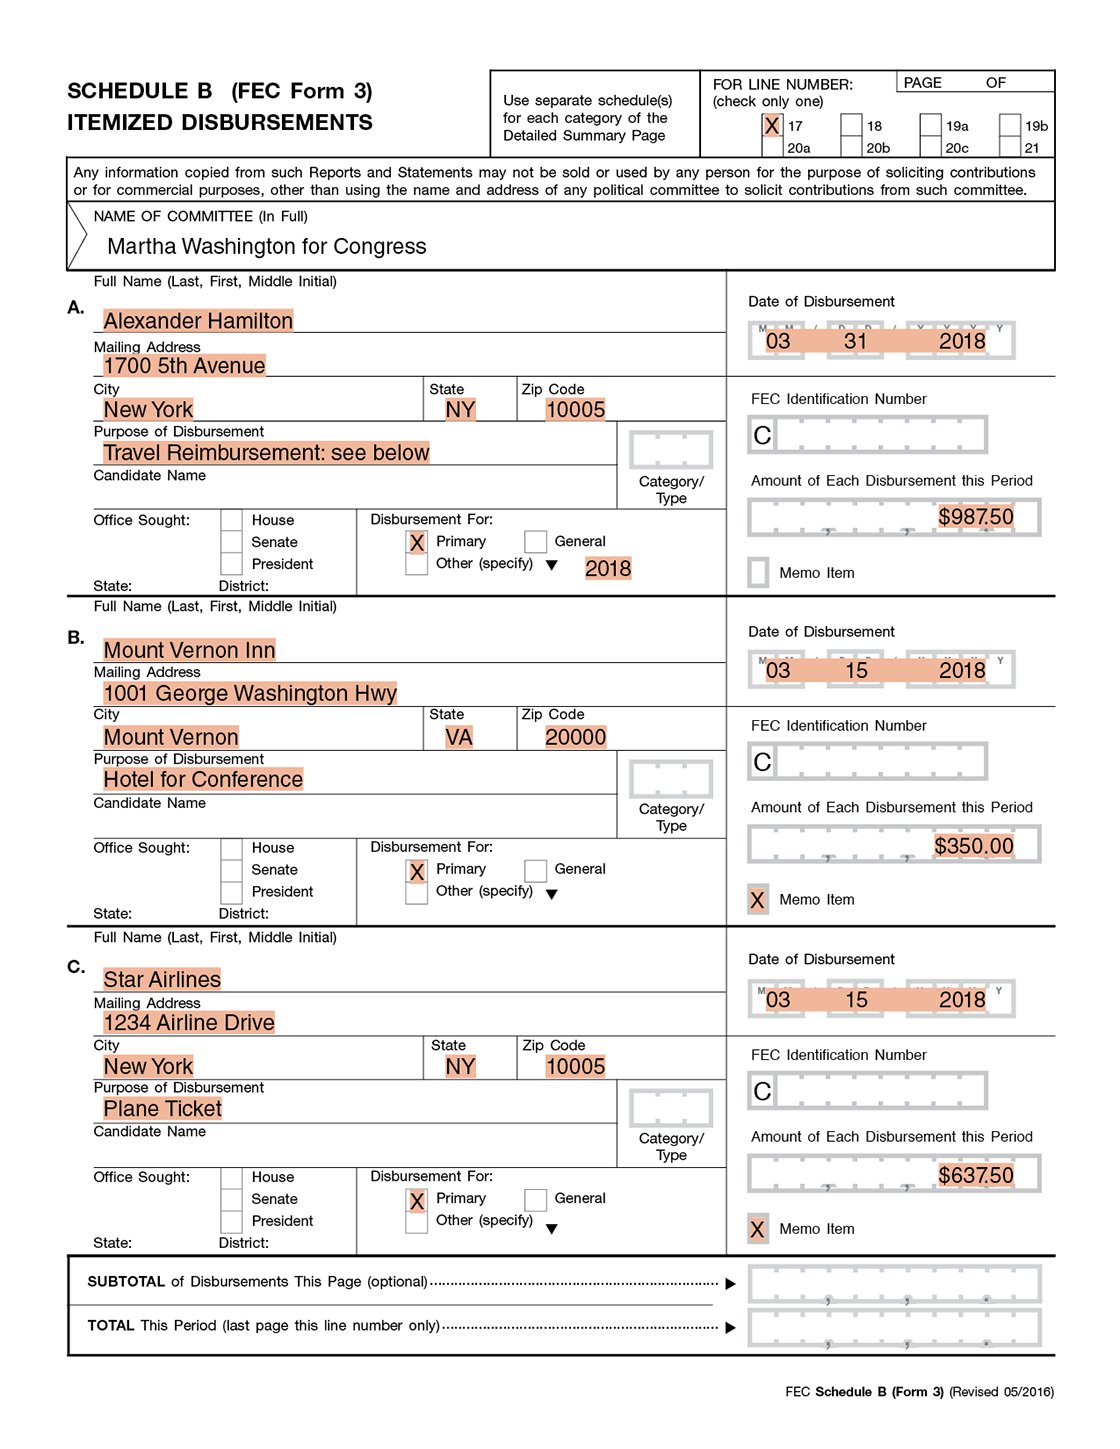 SCHEDULE B (FEC Form 3)
ITEMIZED DISBURSEMENTS
Use separate schedule(s)
for each category of the
Detailed Summary Page
FOR LINE NUMBER:
(check only one)
PAGE OF
X 17 18 19a 19b
20a 20b 20c 21
Any information copied from such Reports and Statements may not be sold or used by any person for the purpose of soliciting contributions
or for commercial purposes, other than using the name and address of any political committee to solicit contributions from such committee.
NAME OF COMMITTEE (In Full)
Martha Washington for Congress
Full Name (Last, First, Middle Initial)
A.
Alexander Hamilton
Mailing Address
1700 5th Avenue
City State Zip Code
New York NY 10005
Purpose of Disbursement
Travel Reimbursement: see below
Candidate Name
Category/
Type
Office Sought: House
Senate
President
State: District:
Disbursement For:
X Primary General
Other (specify) ▼ 2018
Date of Disbursement
M M / D D / Y Y Y Y
03 31 2018
FEC Identification Number
C
Amount of Each Disbursement this Period
$987.50
Memo Item
Full Name (Last, First, Middle Initial)
B.
Mount Vernon Inn
Mailing Address
1001 George Washington Hwy
City State Zip Code
Mount Vernon VA 20000
Purpose of Disbursement
Hotel for Conference
Candidate Name
Category/
Type
Office Sought: House
Senate
President
State: District:
Disbursement For:
X Primary General
Other (specify) ▼
Date of Disbursement
M M / D D / Y Y Y Y
03 15 2018
FEC Identification Number
C
Amount of Each Disbursement this Period
$350.00
X Memo Item
Full Name (Last, First, Middle Initial)
C.
Star Airlines
Mailing Address
1234 Airline Drive
City State Zip Code
New York NY 10005
Purpose of Disbursement
Plane Ticket
Candidate Name
Category/
Type
Office Sought: House
Senate
President
State: District:
Disbursement For:
X Primary General
Other (specify) ▼
Date of Disbursement
M M / D D / Y Y Y Y
03 15 2018
FEC Identification Number
C
Amount of Each Disbursement this Period
$637.50
X Memo Item
SUBTOTAL of Disbursements This Page (optional)
TOTAL This Period (last page this line number only)
FEC Schedule B (Form 3) (Revised 05/2016)